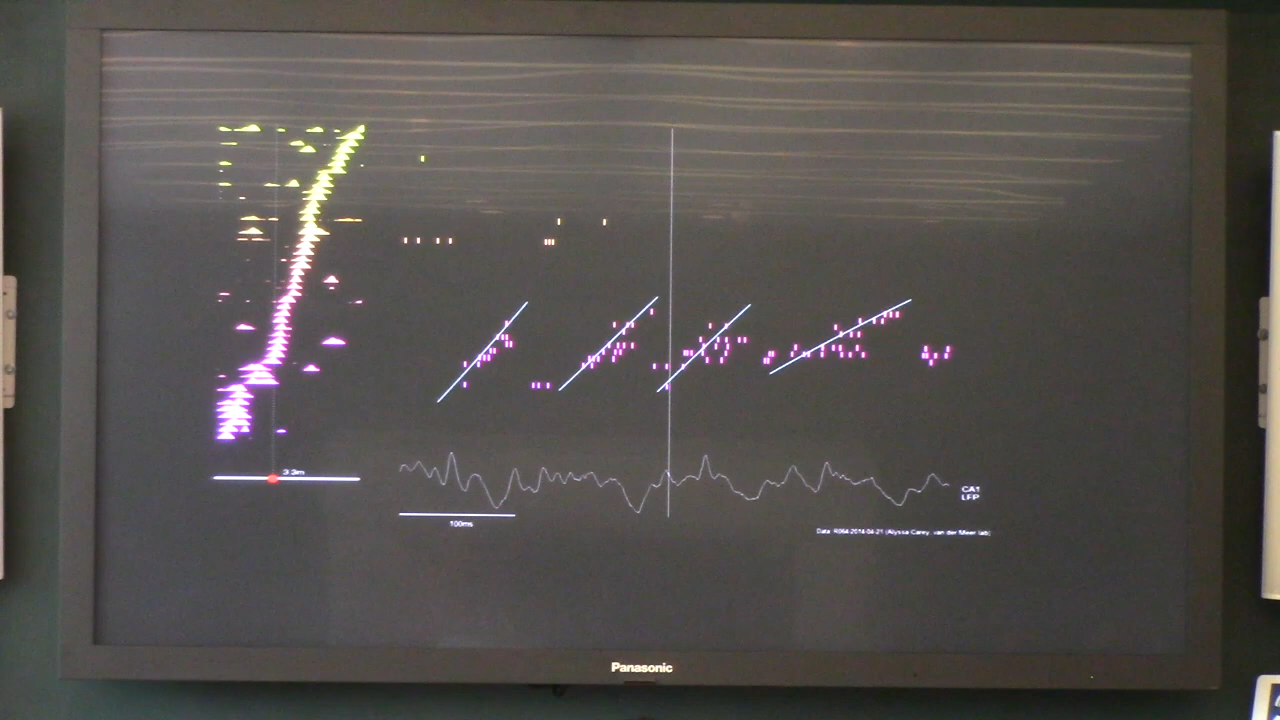 3.3m
CA1
LFP
100ms
Data: R064-2014-04-21 (Alyssa Carey, van der Meer lab)
Panasonic